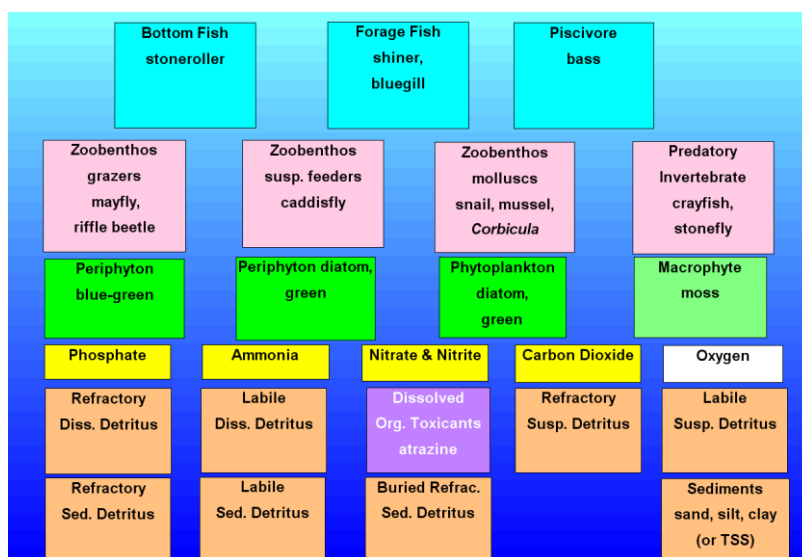 Bottom Fish
stoneroller
Forage Fish
shiner,
bluegill
Piscivore
bass
Zoobenthos
grazers
mayfly,
riffle beetle
Zoobenthos
susp. feeders
caddisfly
Zoobenthos
molluscs
snail, mussel,
Corbicula
Predatory
Invertebrate
crayfish,
stonefly
Periphyton
blue-green
Periphyton diatom,
green
Phytoplankton
diatom,
green
Macrophyte
moss
Phosphate
Ammonia
Nitrate & Nitrite
Carbon Dioxide
Oxygen
Refractory
Diss. Detritus
Labile
Diss. Detritus
Dissolved
Org. Toxicants
atrazine
Refractory
Susp. Detritus
Labile
Susp. Detritus
Refractory
Sed. Detritus
Labile
Sed. Detritus
Buried Refrac.
Sed. Detritus
Sediments
sand, silt, clay
(or TSS)